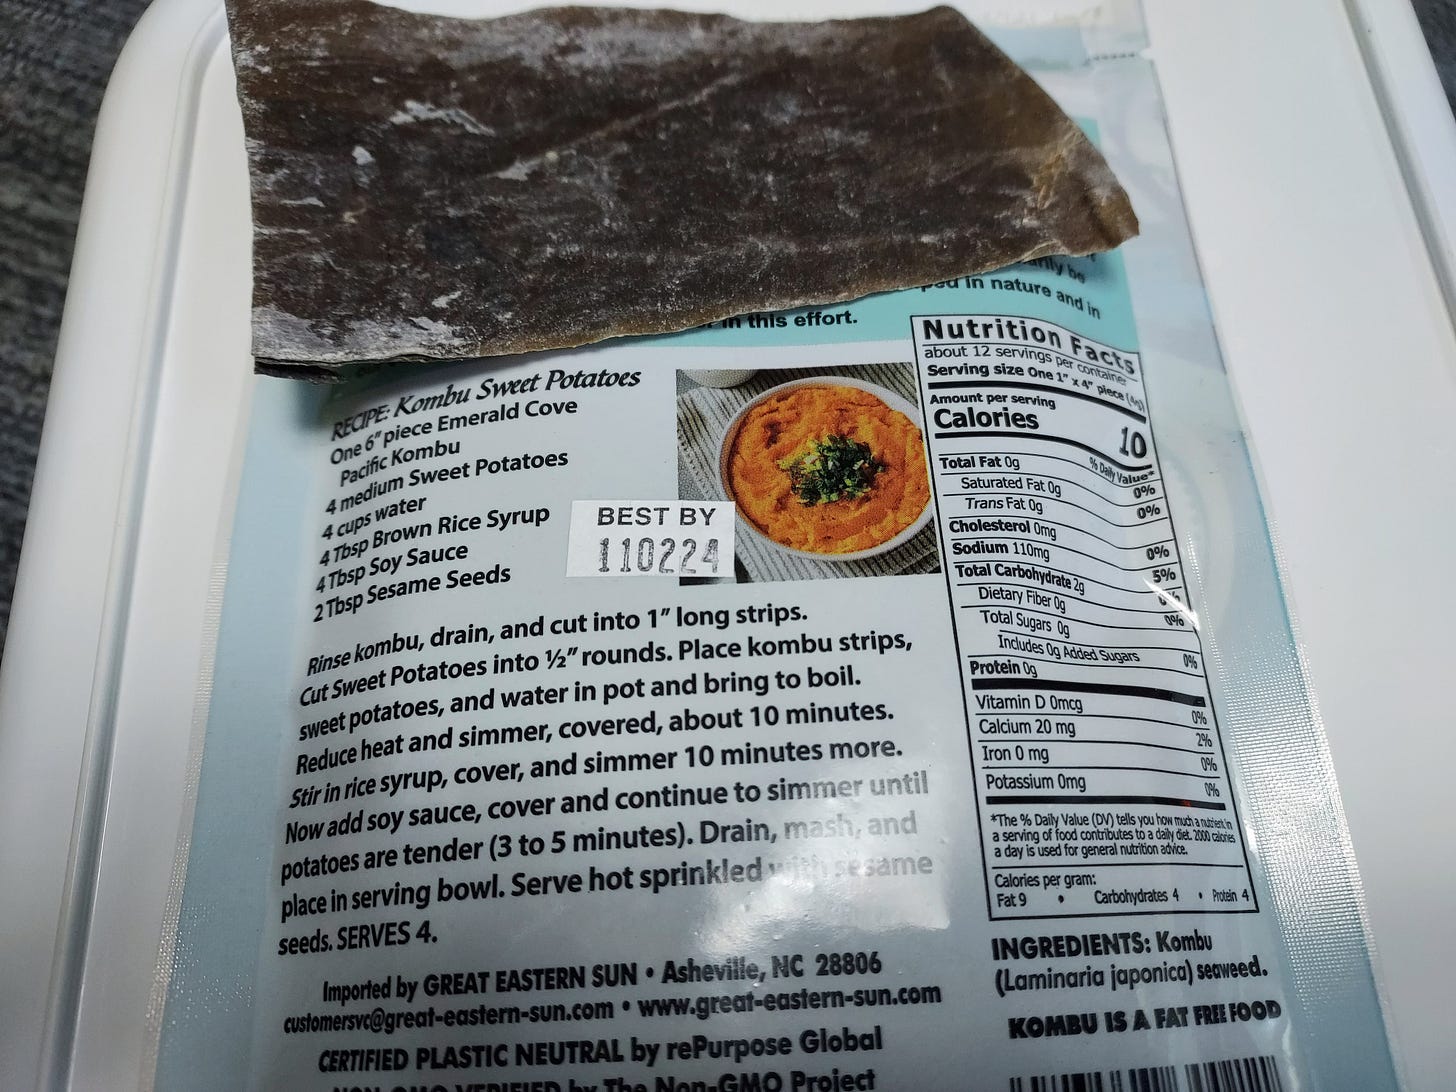 arily be
ped in nature and in
in this effort.
RECIPE: Kombu Sweet Potatoes
One 6" piece Emerald Cove
Pacific Kombu
4 medium Sweet Potatoes
4 cups water
4 Tbsp Brown Rice Syrup
4 Tbsp Soy Sauce
2 Tbsp Sesame Seeds
BEST BY
110224
Rinse kombu, drain, and cut into 1" long strips.
Cut Sweet Potatoes into ½" rounds. Place kombu strips,
sweet potatoes, and water in pot and bring to boil.
Reduce heat and simmer, covered, about 10 minutes.
Stir in rice syrup, cover, and simmer 10 minutes more.
Now add soy sauce, cover and continue to simmer until
potatoes are tender (3 to 5 minutes). Drain, mash, and
place in serving bowl. Serve hot sprinkled with sesame
seeds. SERVES 4.
Imported by GREAT EASTERN SUN • Asheville, NC 28806
customersvc@great-eastern-sun.com • www.great-eastern-sun.com
CERTIFIED PLASTIC NEUTRAL by rePurpose Global
NON-GMO VERIFIED by The Non-GMO Project
Nutrition Facts
about 12 servings per container
Serving size One 1" x 4" piece (4g)
Amount per serving
Calories 10
% Daily Value*
Total Fat 0g 0%
Saturated Fat 0g 0%
Trans Fat 0g
Cholesterol 0mg 0%
Sodium 110mg 5%
Total Carbohydrate 2g
Dietary Fiber 0g 0%
Total Sugars 0g
Includes 0g Added Sugars 0%
Protein 0g
Vitamin D 0mcg 0%
Calcium 20 mg 2%
Iron 0 mg 0%
Potassium 0mg 0%
*The % Daily Value (DV) tells you how much a nutrient in
a serving of food contributes to a daily diet. 2000 calories
a day is used for general nutrition advice.
Calories per gram:
Fat 9 • Carbohydrates 4 • Protein 4
INGREDIENTS: Kombu
(Laminaria japonica) seaweed.
KOMBU IS A FAT FREE FOOD